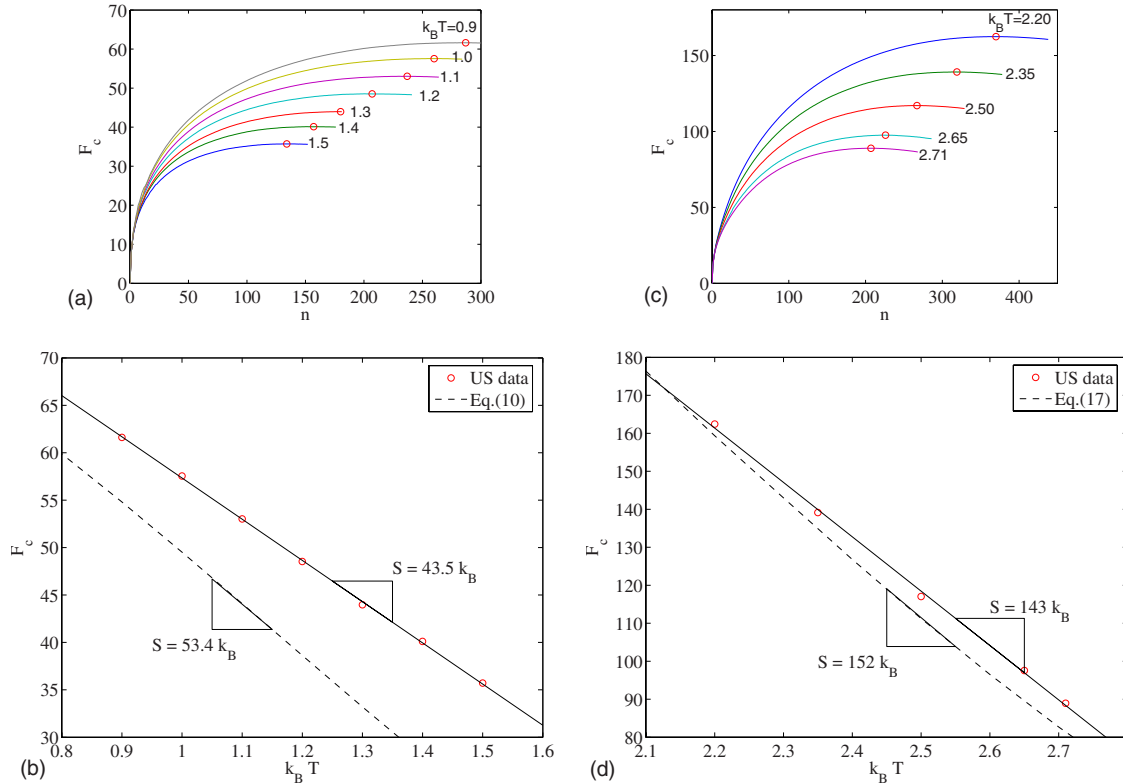 70
60
50
40
30
20
10
0
F_c
0 50 100 150 200 250 300
n
k_BT=0.9
1.0
1.1
1.2
1.3
1.4
1.5
(a)
150
100
50
0
F_c
0 100 200 300 400
n
k_BT=2.20
2.35
2.50
2.65
2.71
(c)
70
65
60
55
50
45
40
35
30
F_c
0.8 0.9 1 1.1 1.2 1.3 1.4 1.5 1.6
k_B T
US data
Eq.(10)
S = 43.5 k_B
S = 53.4 k_B
(b)
180
170
160
150
140
130
120
110
100
90
80
F_c
2.1 2.2 2.3 2.4 2.5 2.6 2.7
k_B T
US data
Eq.(17)
S = 143 k_B
S = 152 k_B
(d)